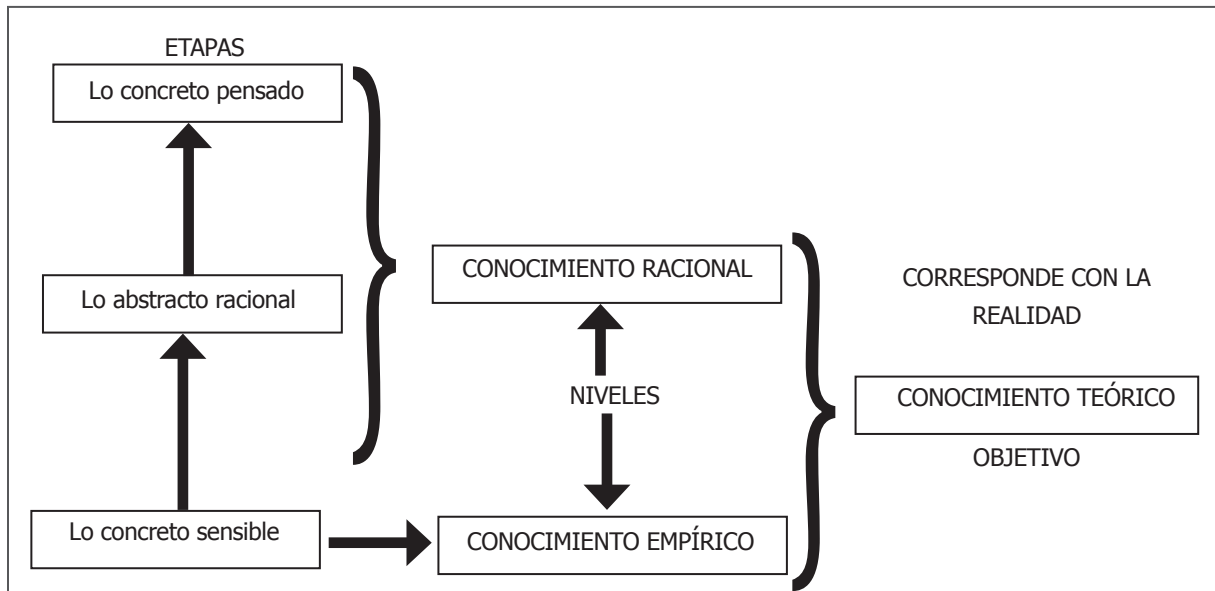 ETAPAS
Lo concreto pensado
Lo abstracto racional
Lo concreto sensible
CONOCIMIENTO RACIONAL
NIVELES
CONOCIMIENTO EMPÍRICO
CORRESPONDE CON LA
REALIDAD
CONOCIMIENTO TEÓRICO
OBJETIVO